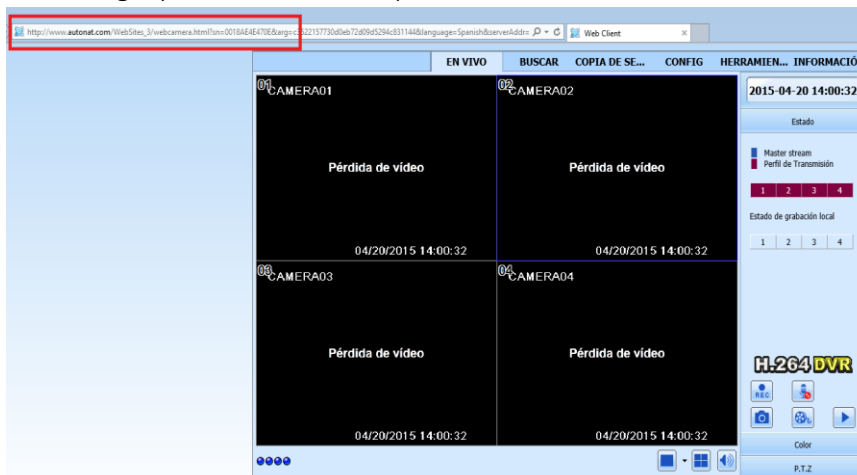 http://www.autonat.com/WebSites_3/webcamera.html?sn=0018AE4E470E&arg=c3522157730d0eb72d09d5294c831144&language=Spanish&serverAddr=
Web Client
EN VIVO BUSCAR COPIA DE SE... CONFIG HERRAMIEN... INFORMACIÓ
01 CAMERA01
02 CAMERA02
2015-04-20 14:00:32
Estado
Master stream
Perfil de Transmisión
Pérdida de vídeo
Pérdida de vídeo
1 2 3 4
Estado de grabación local
1 2 3 4
04/20/2015 14:00:32
04/20/2015 14:00:32
03 CAMERA03
04 CAMERA04
Pérdida de vídeo
Pérdida de vídeo
H.264 DVR
REC
04/20/2015 14:00:32
04/20/2015 14:00:32
Color
P.T.Z